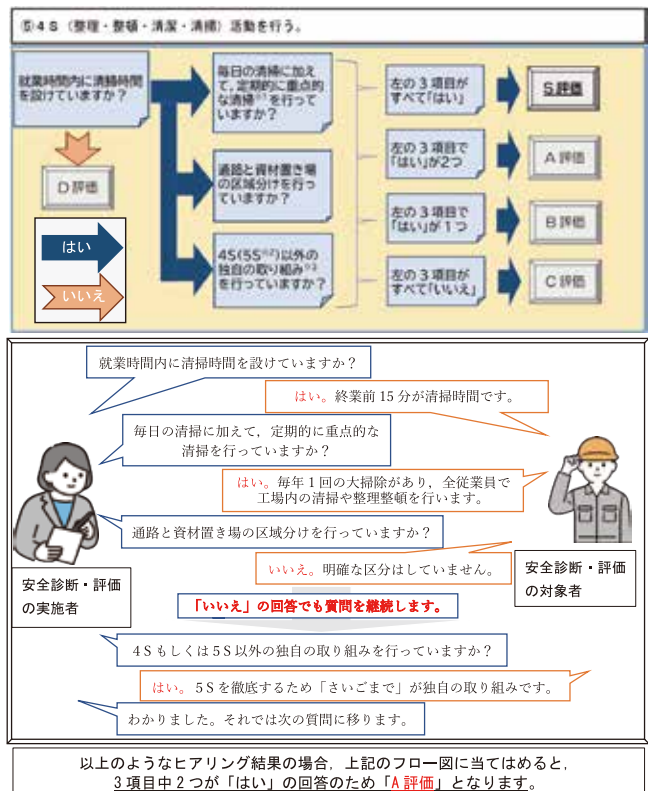 ⑤4S（整理・整頓・清潔・清掃）活動を行う。
就業時間内に清掃時間
を設けていますか？
毎日の清掃に加え
て、定期的に重点的
な清掃※1を行って
いますか？
左の3項目が
すべて「はい」
S評価
D評価
通路と資材置き場
の区域分けを行っ
ていますか？
左の3項目で
「はい」が2つ
A評価
はい
いいえ
4S(5S※2)以外の
独自の取り組み※3
を行っていますか？
左の3項目で
「はい」が1つ
B評価
左の3項目が
すべて「いいえ」
C評価
就業時間内に清掃時間を設けていますか？
はい。終業前15分が清掃時間です。
毎日の清掃に加えて，定期的に重点的な
清掃を行っていますか？
はい。毎年1回の大掃除があり，全従業員で
工場内の清掃や整理整頓を行います。
通路と資材置き場の区域分けを行っていますか？
いいえ。明確な区分はしていません。
安全診断・評価
の実施者
安全診断・評価
の対象者
「いいえ」の回答でも質問を継続します。
4Sもしくは5S以外の独自の取り組みを行っていますか？
はい。5Sを徹底するため「さいごまで」が独自の取り組みです。
わかりました。それでは次の質問に移ります。
以上のようなヒアリング結果の場合，上記のフロー図に当てはめると，
3項目中2つが「はい」の回答のため「A評価」となります。